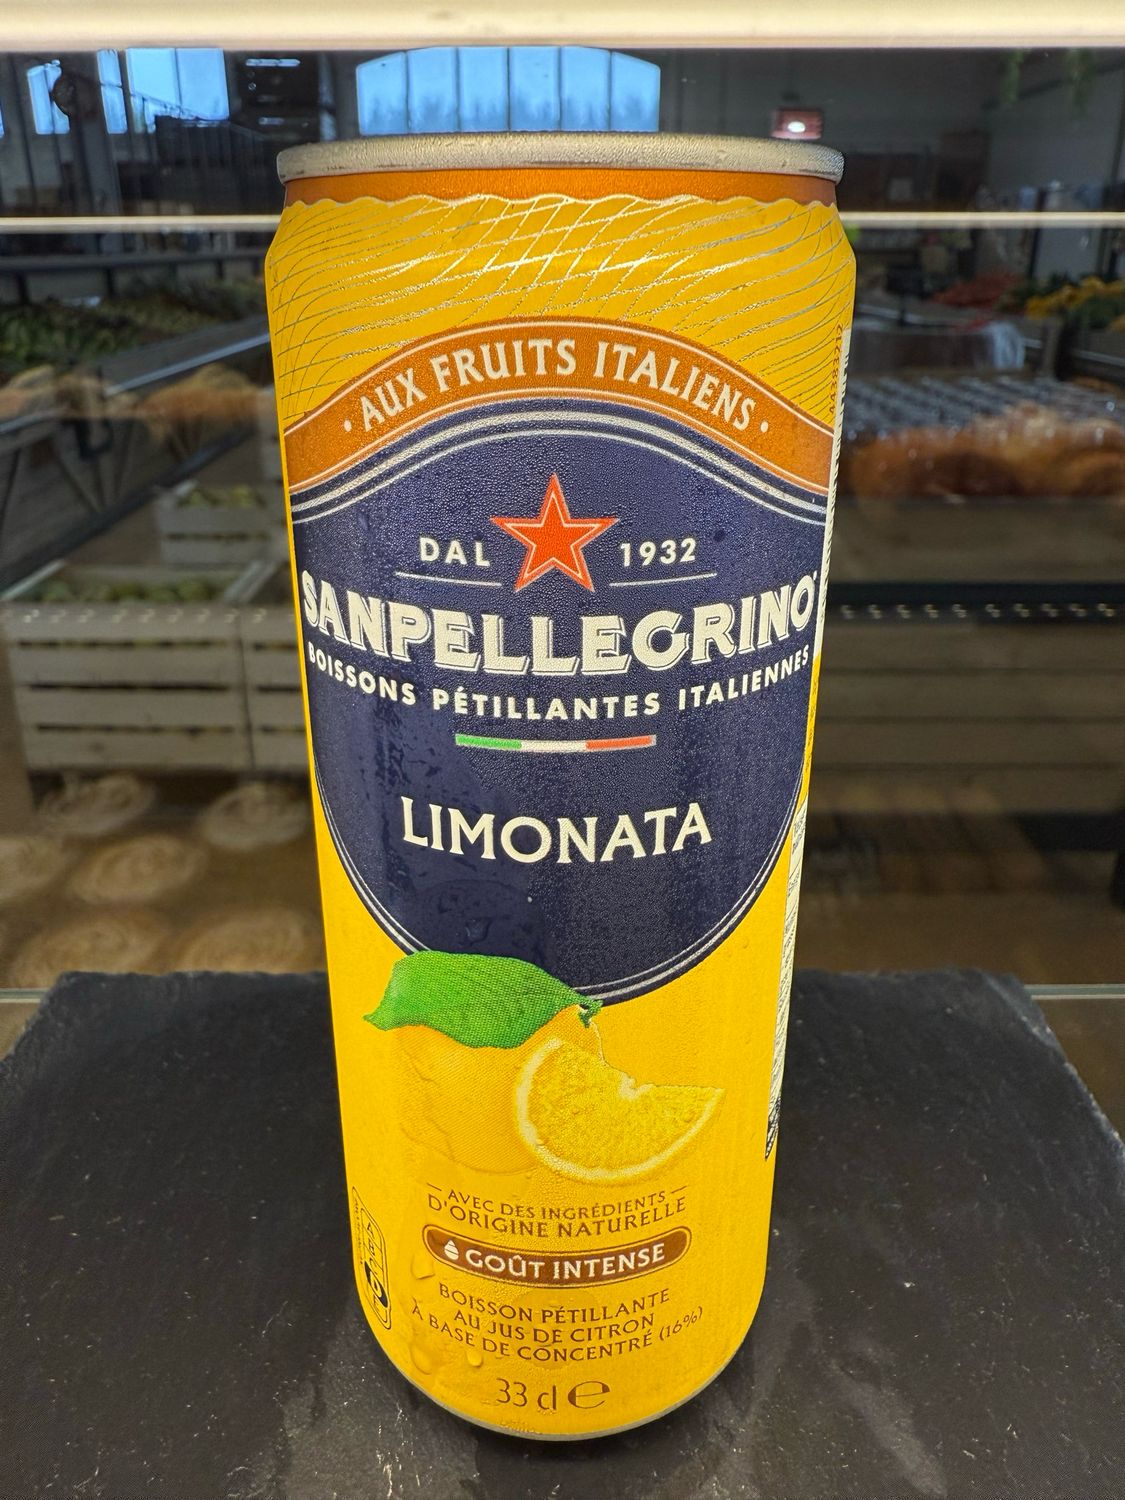 · AUX FRUITS ITALIENS ·
DAL 1932
SANPELLEGRINO
BOISSONS PÉTILLANTES ITALIENNES
LIMONATA
AVEC DES INGRÉDIENTS
D'ORIGINE NATURELLE
GOÛT INTENSE
BOISSON PÉTILLANTE
AU JUS DE CITRON
À BASE DE CONCENTRÉ (16%)
33 cl ℮